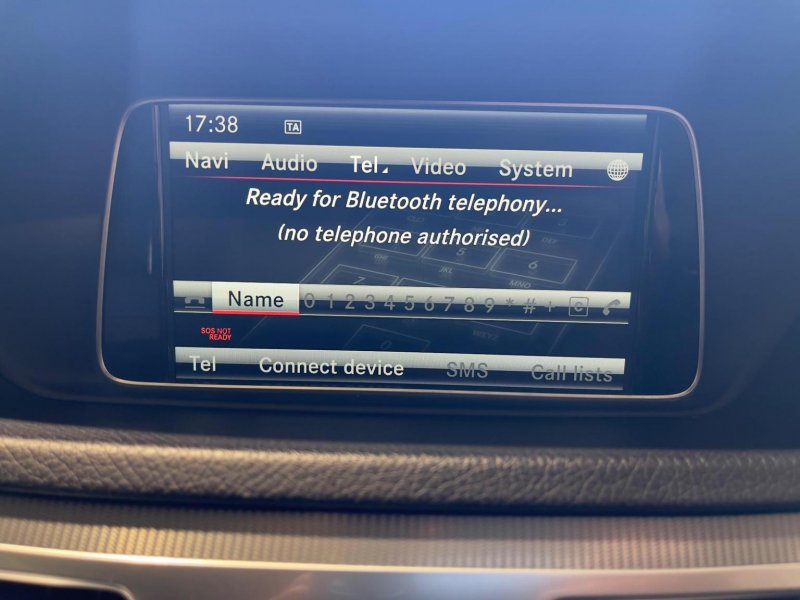 17:38 TA
Navi Audio Tel Video System
Ready for Bluetooth telephony...
(no telephone authorised)
Name 0 1 2 3 4 5 6 7 8 9 * # + C
SOS NOT
READY
Tel Connect device SMS Call lists